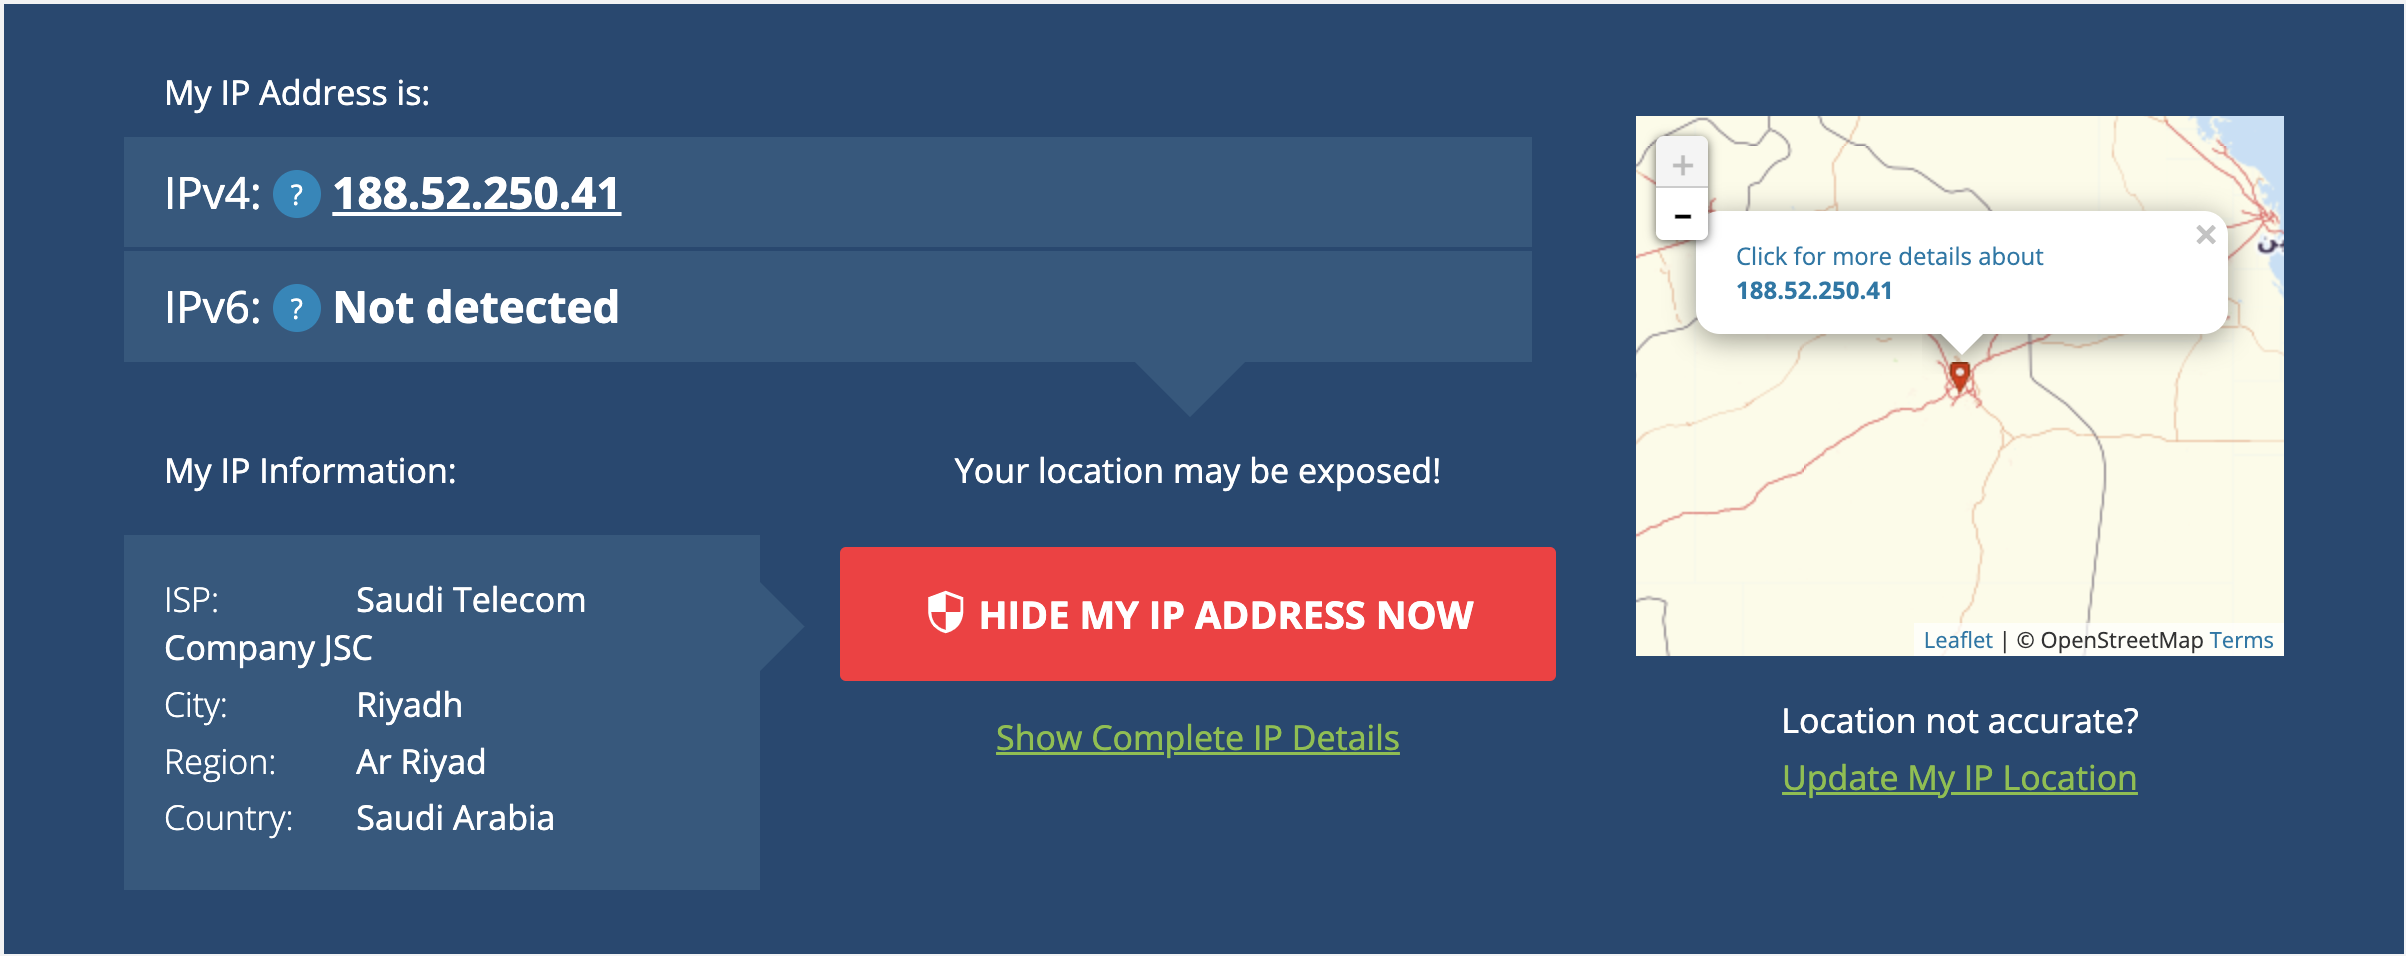 My IP Address is:
IPv4: ? 188.52.250.41
IPv6: ? Not detected
My IP Information:
ISP: Saudi Telecom
Company JSC
City: Riyadh
Region: Ar Riyad
Country: Saudi Arabia
Your location may be exposed!
HIDE MY IP ADDRESS NOW
Show Complete IP Details
+
−
Click for more details about
188.52.250.41
×
Leaflet | © OpenStreetMap Terms
Location not accurate?
Update My IP Location